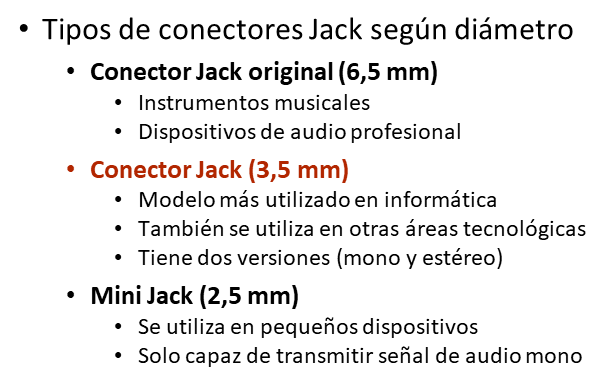 • Tipos de conectores Jack según diámetro
• Conector Jack original (6,5 mm)
• Instrumentos musicales
• Dispositivos de audio profesional
• Conector Jack (3,5 mm)
• Modelo más utilizado en informática
• También se utiliza en otras áreas tecnológicas
• Tiene dos versiones (mono y estéreo)
• Mini Jack (2,5 mm)
• Se utiliza en pequeños dispositivos
• Solo capaz de transmitir señal de audio mono